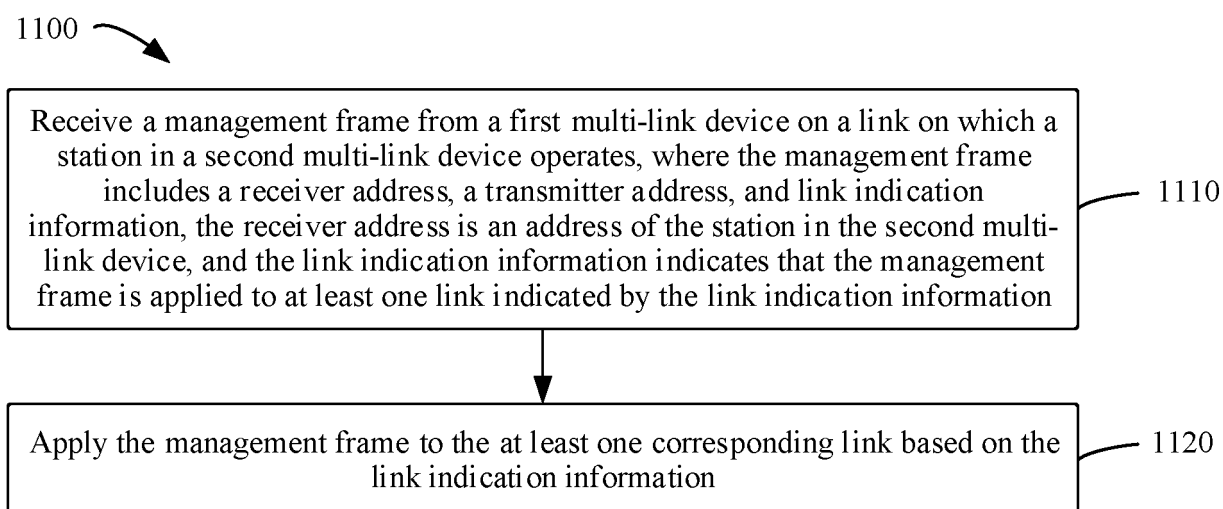 1100
Receive a management frame from a first multi-link device on a link on which a
station in a second multi-link device operates, where the management frame
includes a receiver address, a transmitter address, and link indication
information, the receiver address is an address of the station in the second multi-
link device, and the link indication information indicates that the management
frame is applied to at least one link indicated by the link indication information
1110
Apply the management frame to the at least one corresponding link based on the
link indication information
1120